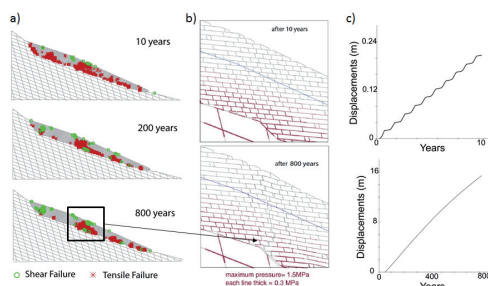 a)
10 years
200 years
800 years
Shear Failure
Tensile Failure
b)
after 10 years
after 800 years
maximum pressure= 1.5MPa
each line thick = 0.3 MPa
c)
Displacements (m)
0.24
0.12
0
0
10
Years
Displacements (m)
16
8
0
0
400
800
Years